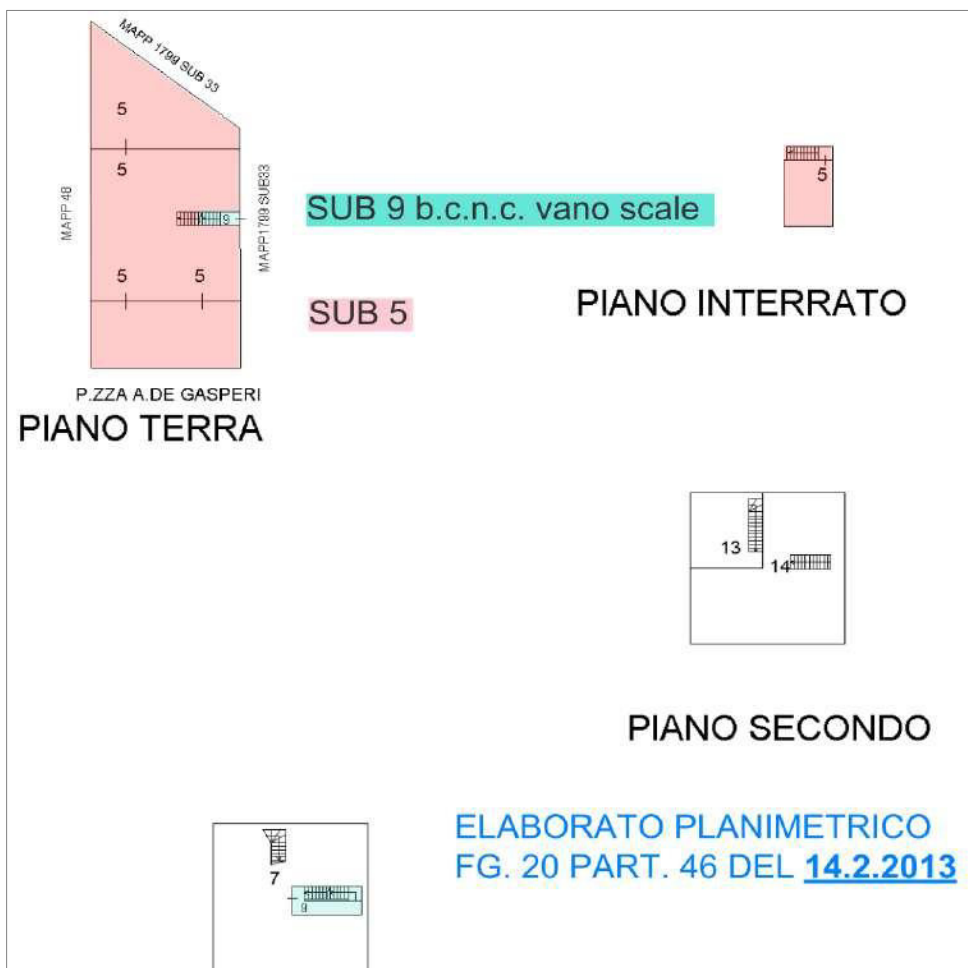 MAPP 1799 SUB 33
5
5
MAPP 48
9
MAPP1799 SUB33
5
5
P.ZZA A.DE GASPERI
PIANO TERRA
SUB 9 b.c.n.c. vano scale
SUB 5
5
PIANO INTERRATO
13
14
PIANO SECONDO
ELABORATO PLANIMETRICO
FG. 20 PART. 46 DEL 14.2.2013
7
9